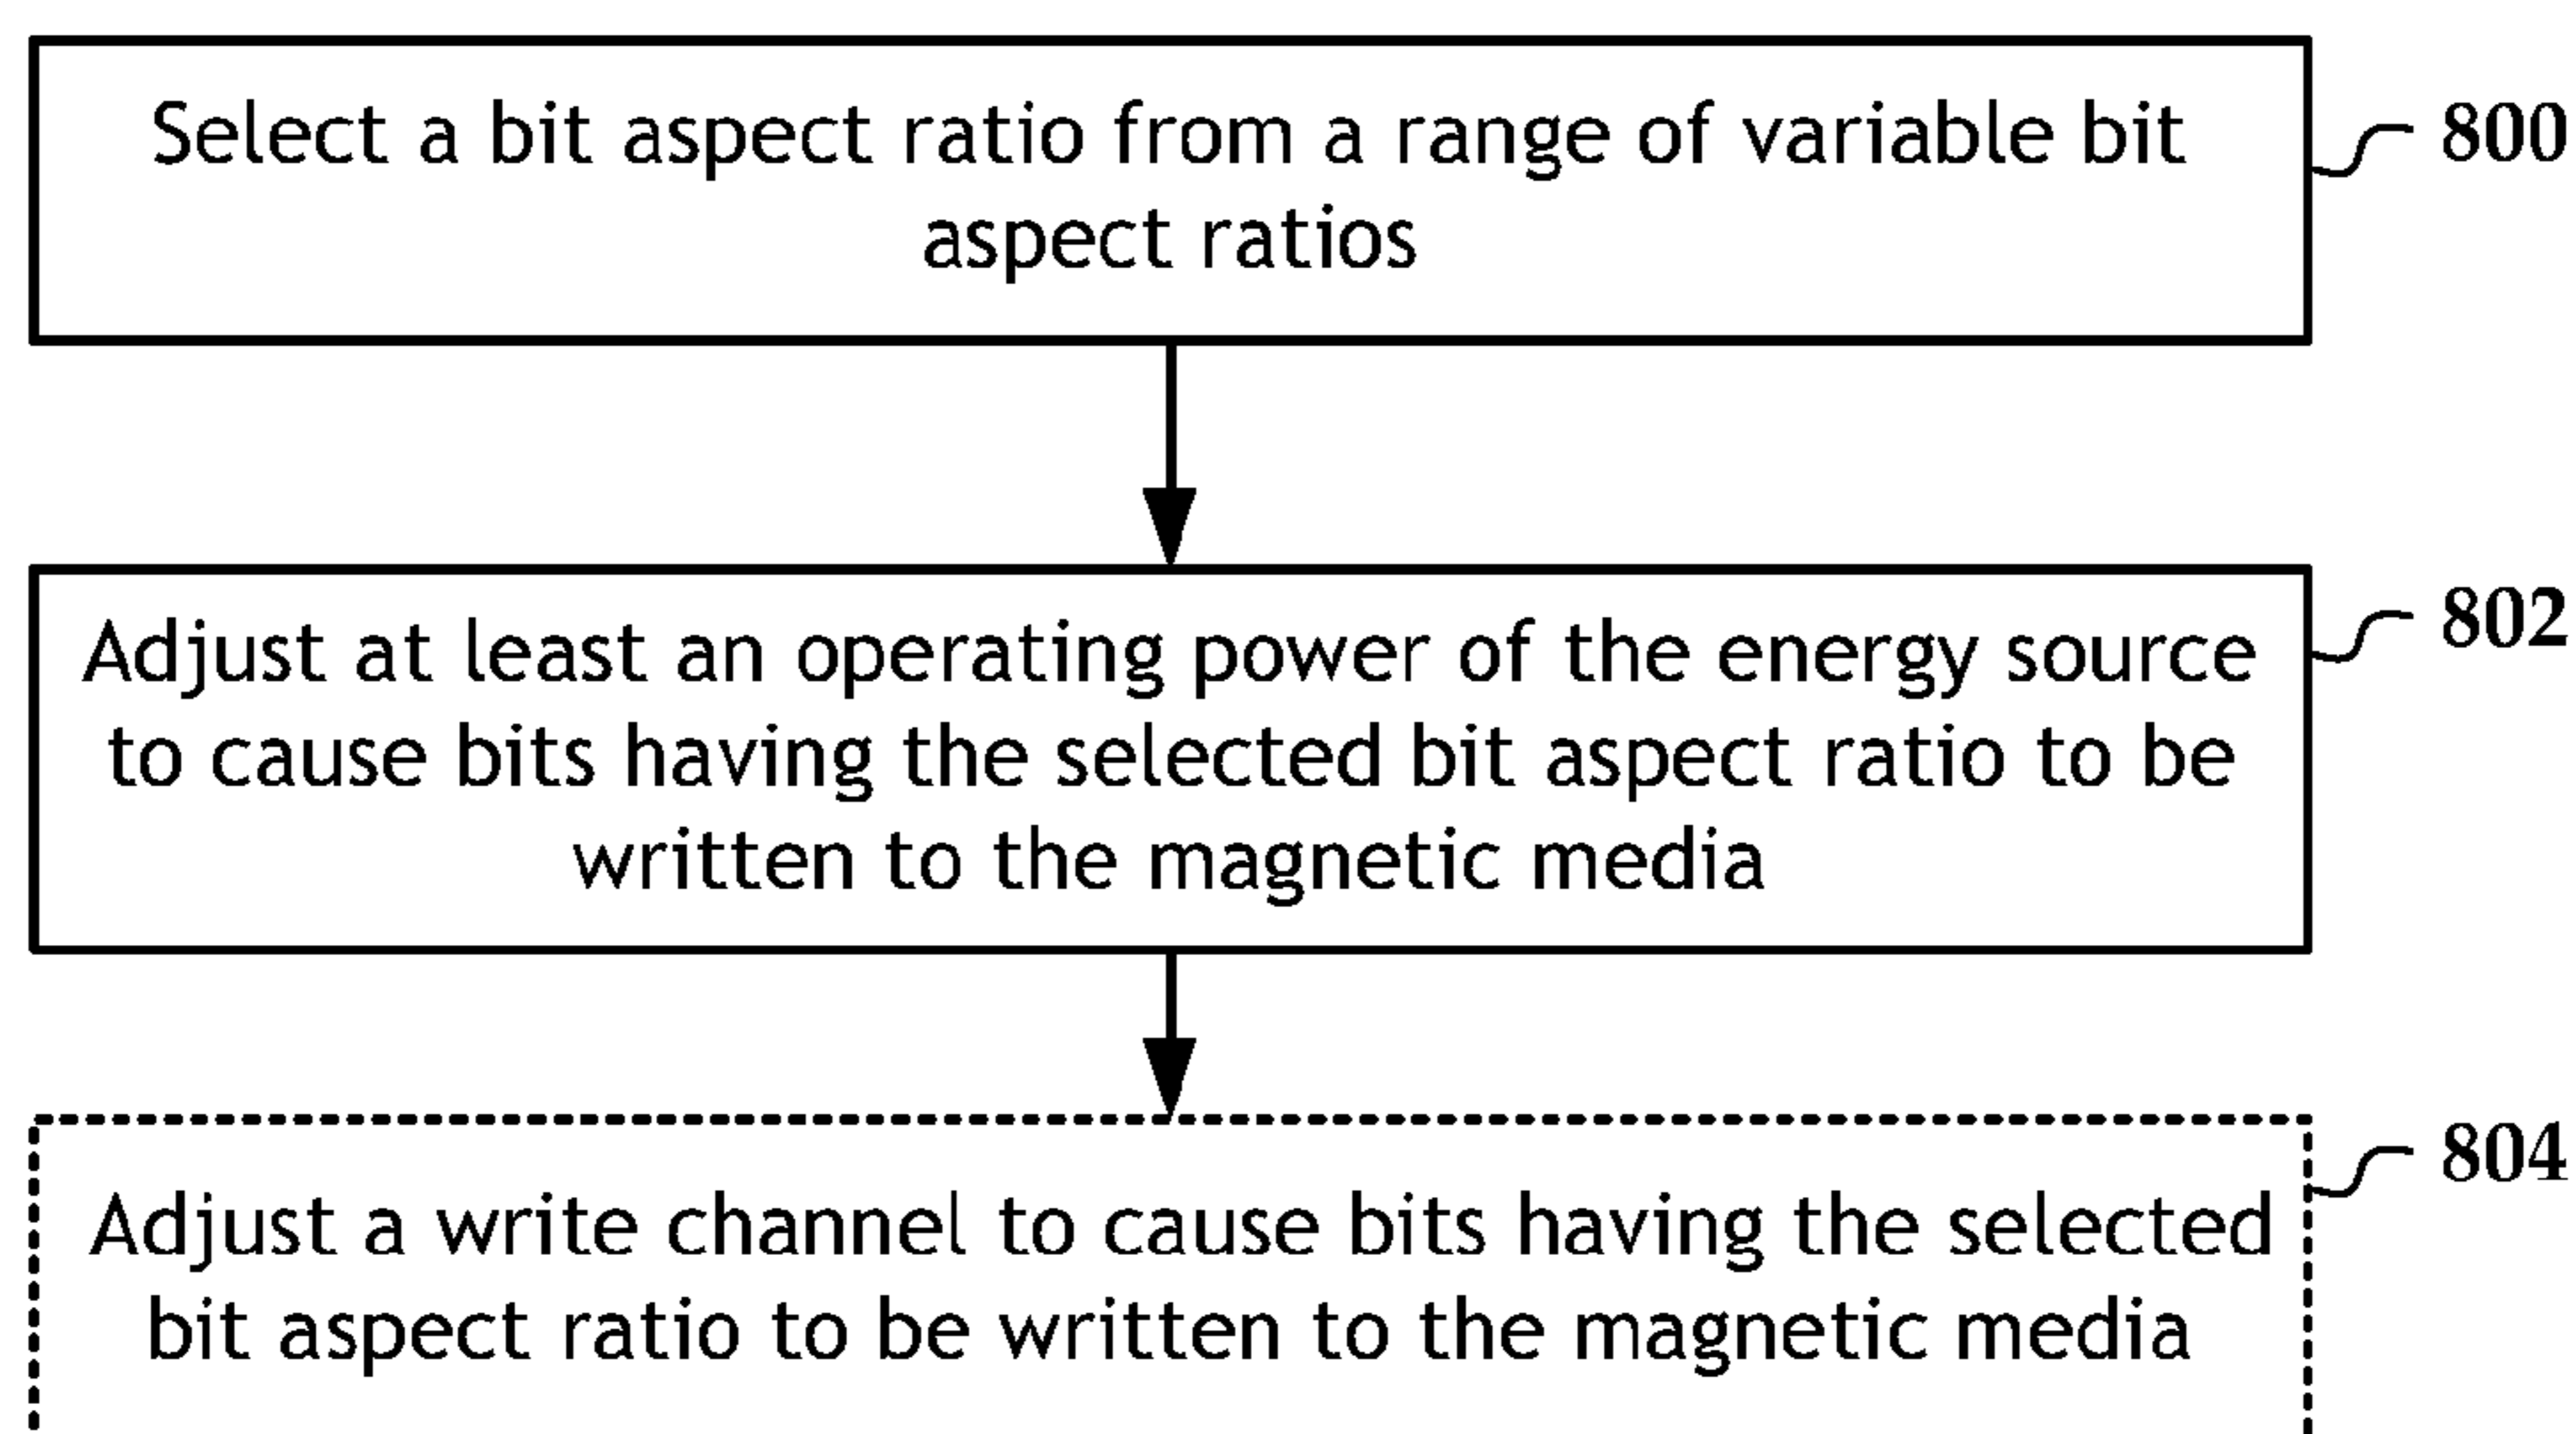 Select a bit aspect ratio from a range of variable bit
aspect ratios
800
Adjust at least an operating power of the energy source
to cause bits having the selected bit aspect ratio to be
written to the magnetic media
802
Adjust a write channel to cause bits having the selected
bit aspect ratio to be written to the magnetic media
804